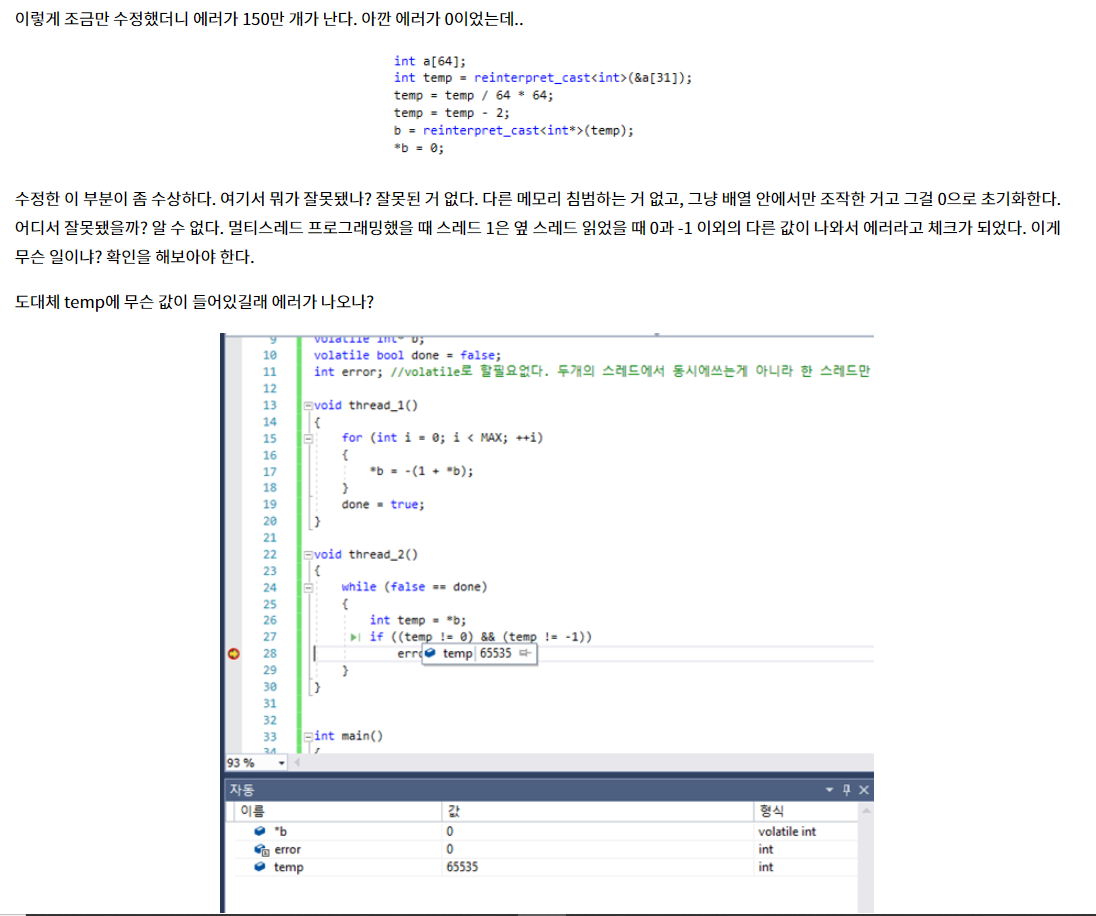 이렇게 조금만 수정했더니 에러가 150만 개가 난다. 아깐 에러가 0이었는데..
int a[64];
int temp = reinterpret_cast<int>(&a[31]);
temp = temp / 64 * 64;
temp = temp - 2;
b = reinterpret_cast<int*>(temp);
*b = 0;
수정한 이 부분이 좀 수상하다. 여기서 뭐가 잘못됐나? 잘못된 거 없다. 다른 메모리 침범하는 거 없고, 그냥 배열 안에서만 조작한 거고 그걸 0으로 초기화한다.
어디서 잘못됐을까? 알 수 없다. 멀티스레드 프로그래밍했을 때 스레드 1은 옆 스레드 읽었을 때 0과 -1 이외의 다른 값이 나와서 에러라고 체크가 되었다. 이게
무슨 일이냐? 확인을 해보아야 한다.
도대체 temp에 무슨 값이 들어있길래 에러가 나오나?
9 volatile int* b;
10 volatile bool done = false;
11 int error; //volatile로 할필요없다. 두개의 스레드에서 동시에쓰는게 아니라 한 스레드만
12
13 void thread_1()
14 {
15 for (int i = 0; i < MAX; ++i)
16 {
17 *b = -(1 + *b);
18 }
19 done = true;
20 }
21
22 void thread_2()
23 {
24 while (false == done)
25 {
26 int temp = *b;
27 if ((temp != 0) && (temp != -1))
28 erro temp 65535
29 }
30 }
31
32
33 int main()
34 {
93 %
자동
이름 값 형식
*b 0 volatile int
error 0 int
temp 65535 int